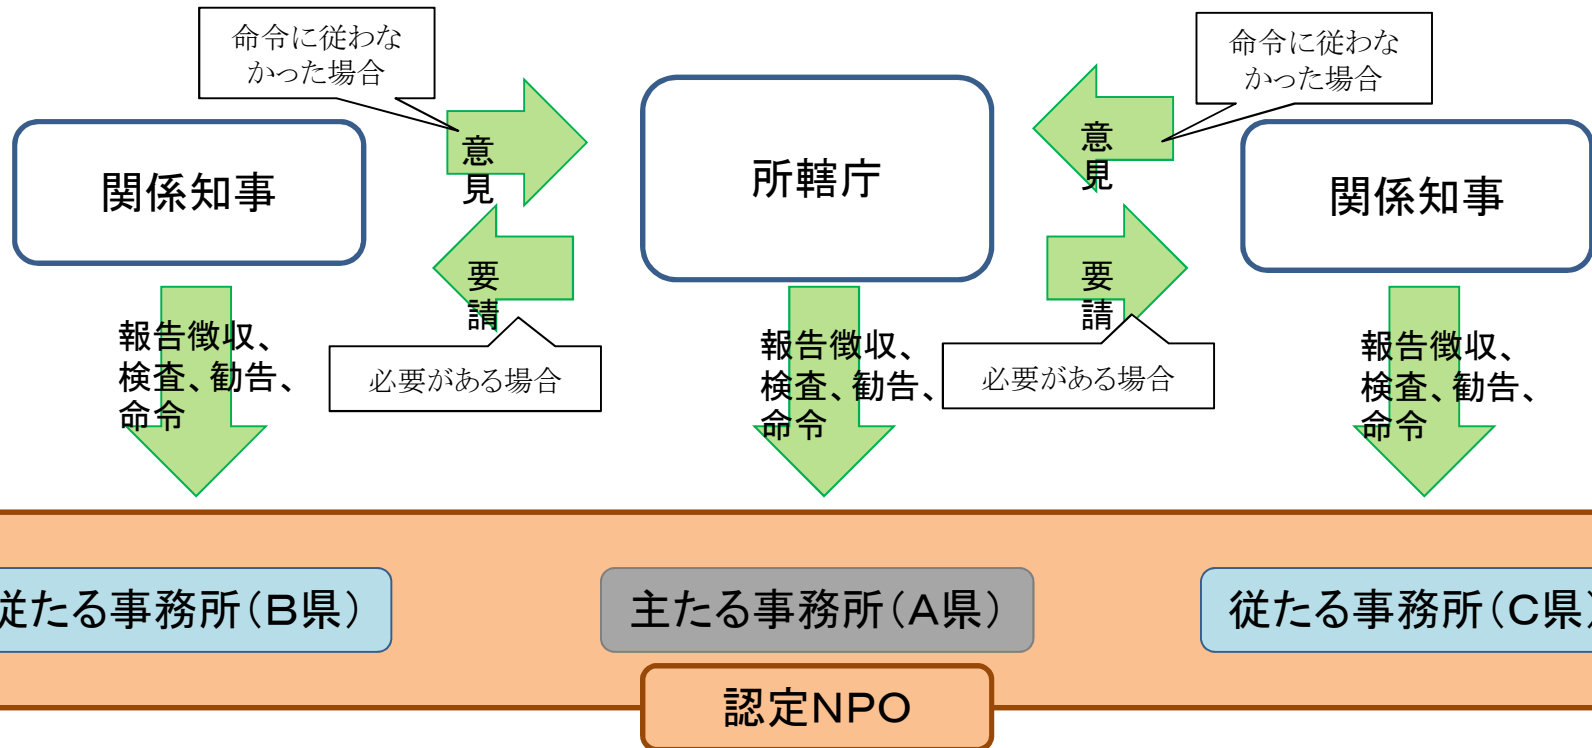 命令に従わな
かった場合
命令に従わな
かった場合
関係知事
意
見
所轄庁
意
見
関係知事
要
請
要
請
必要がある場合
必要がある場合
報告徴収、
検査、勧告、
命令
報告徴収、
検査、勧告、
命令
報告徴収、
検査、勧告、
命令
従たる事務所（B県）
主たる事務所（A県）
従たる事務所（C県）
認定NPO